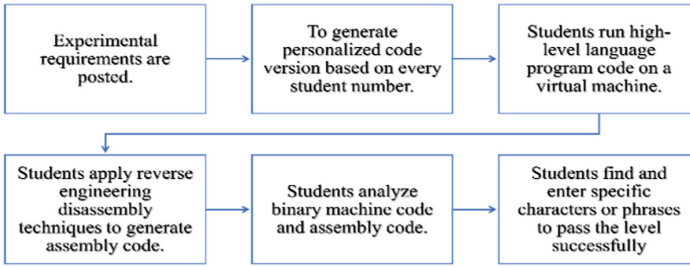 Experimental
requirements are
posted.
To generate
personalized code
version based on every
student number.
Students run high-
level language
program code on a
virtual machine.
Students apply reverse
engineering
disassembly
techniques to generate
assembly code.
Students analyze
binary machine code
and assembly code.
Students find and
enter specific
characters or phrases
to pass the level
successfully